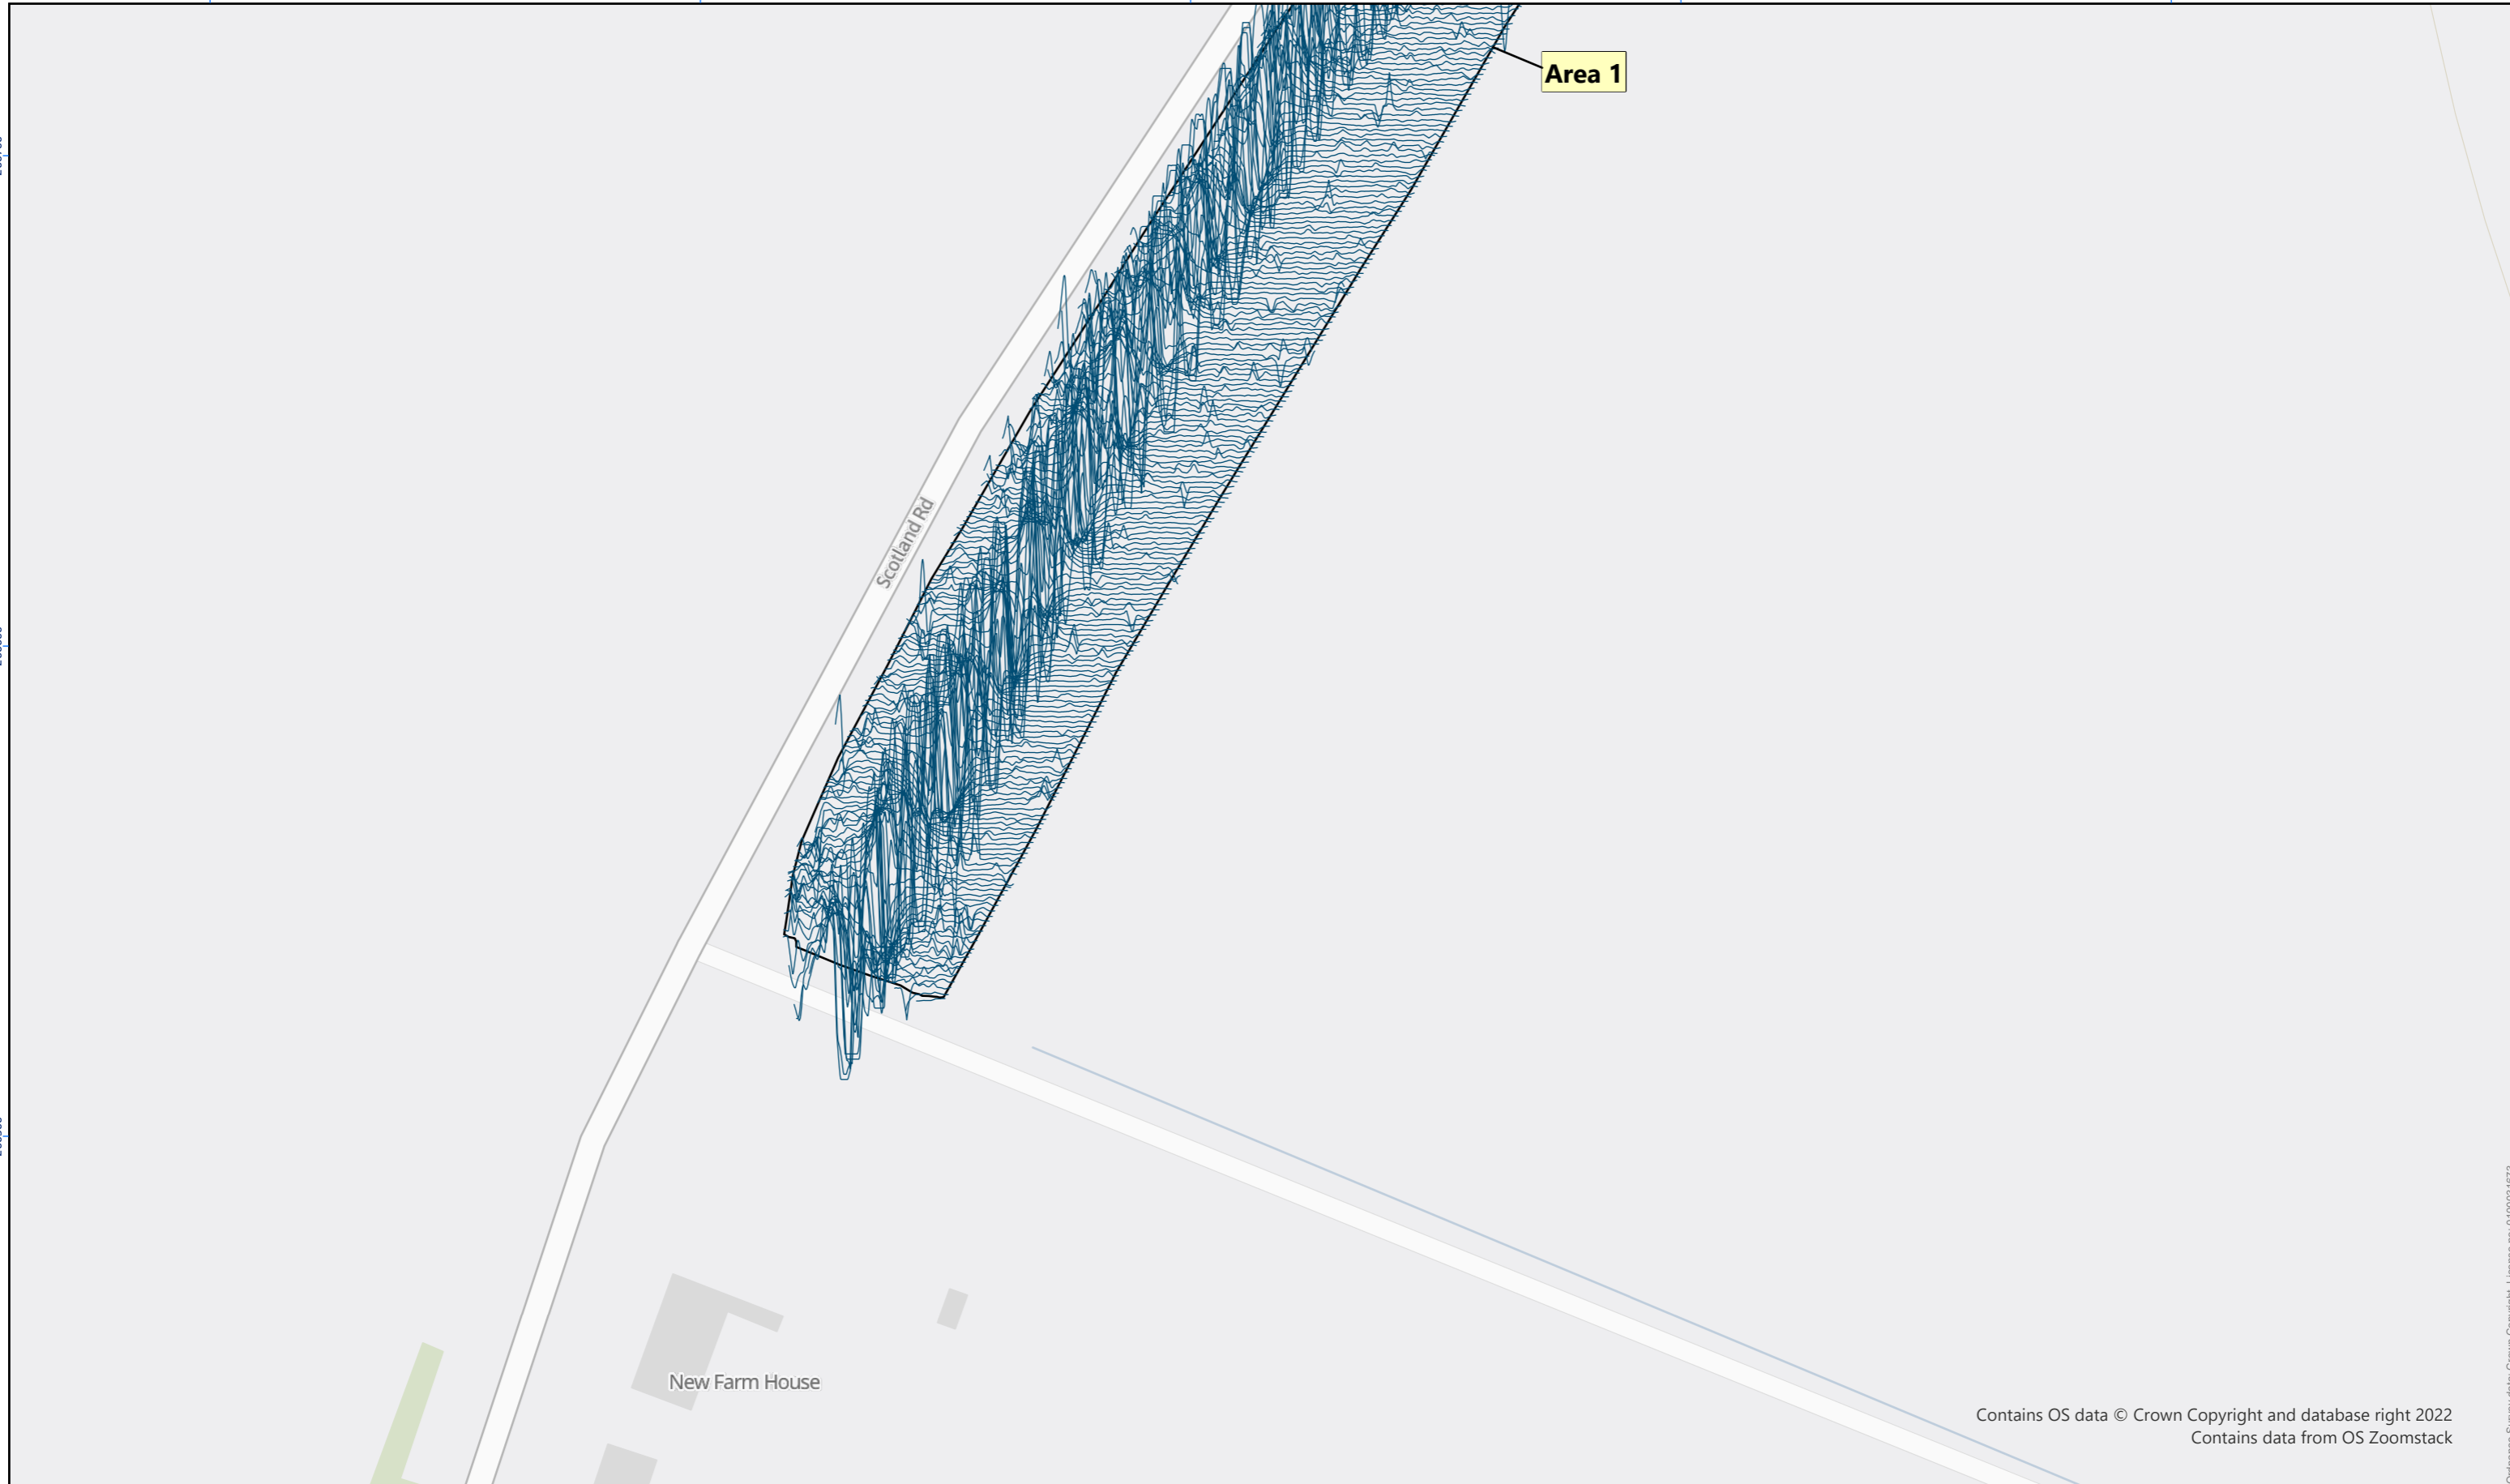 Area 1
Scotland Rd
New Farm House
Contains OS data © Crown Copyright and database right 2022
Contains data from OS Zoomstack